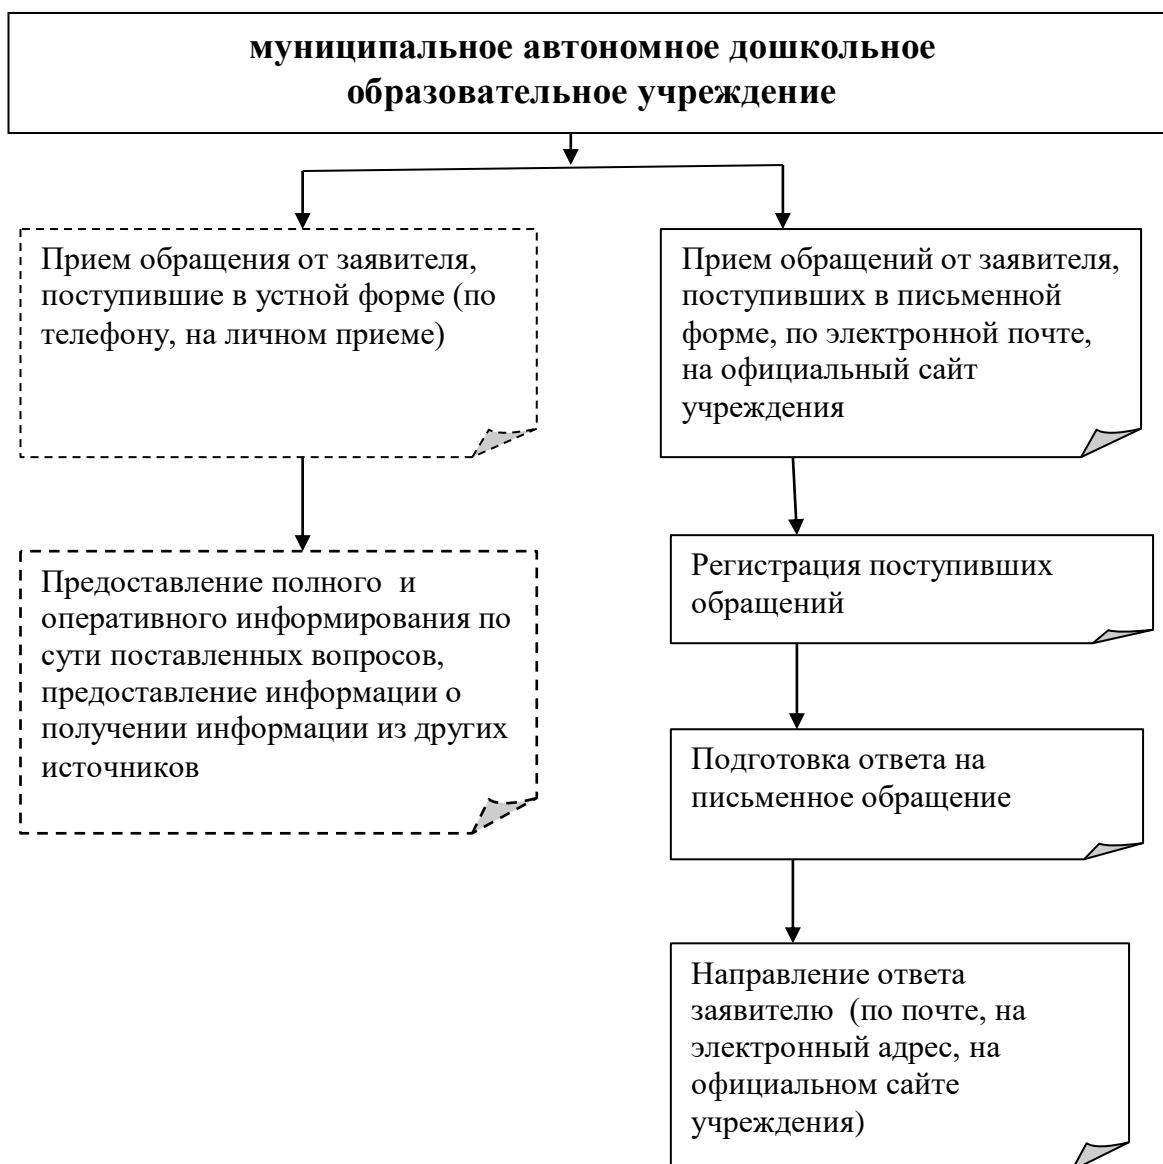 муниципальное автономное дошкольное
образовательное учреждение
Прием обращения от заявителя,
поступившие в устной форме (по
телефону, на личном приеме)
Предоставление полного  и
оперативного информирования по
сути поставленных вопросов,
предоставление информации о
получении информации из других
источников
Прием обращений от заявителя,
поступивших в письменной
форме, по электронной почте,
на официальный сайт
учреждения
Регистрация поступивших
обращений
Подготовка ответа на
письменное обращение
Направление ответа
заявителю  (по почте, на
электронный адрес, на
официальном сайте
учреждения)